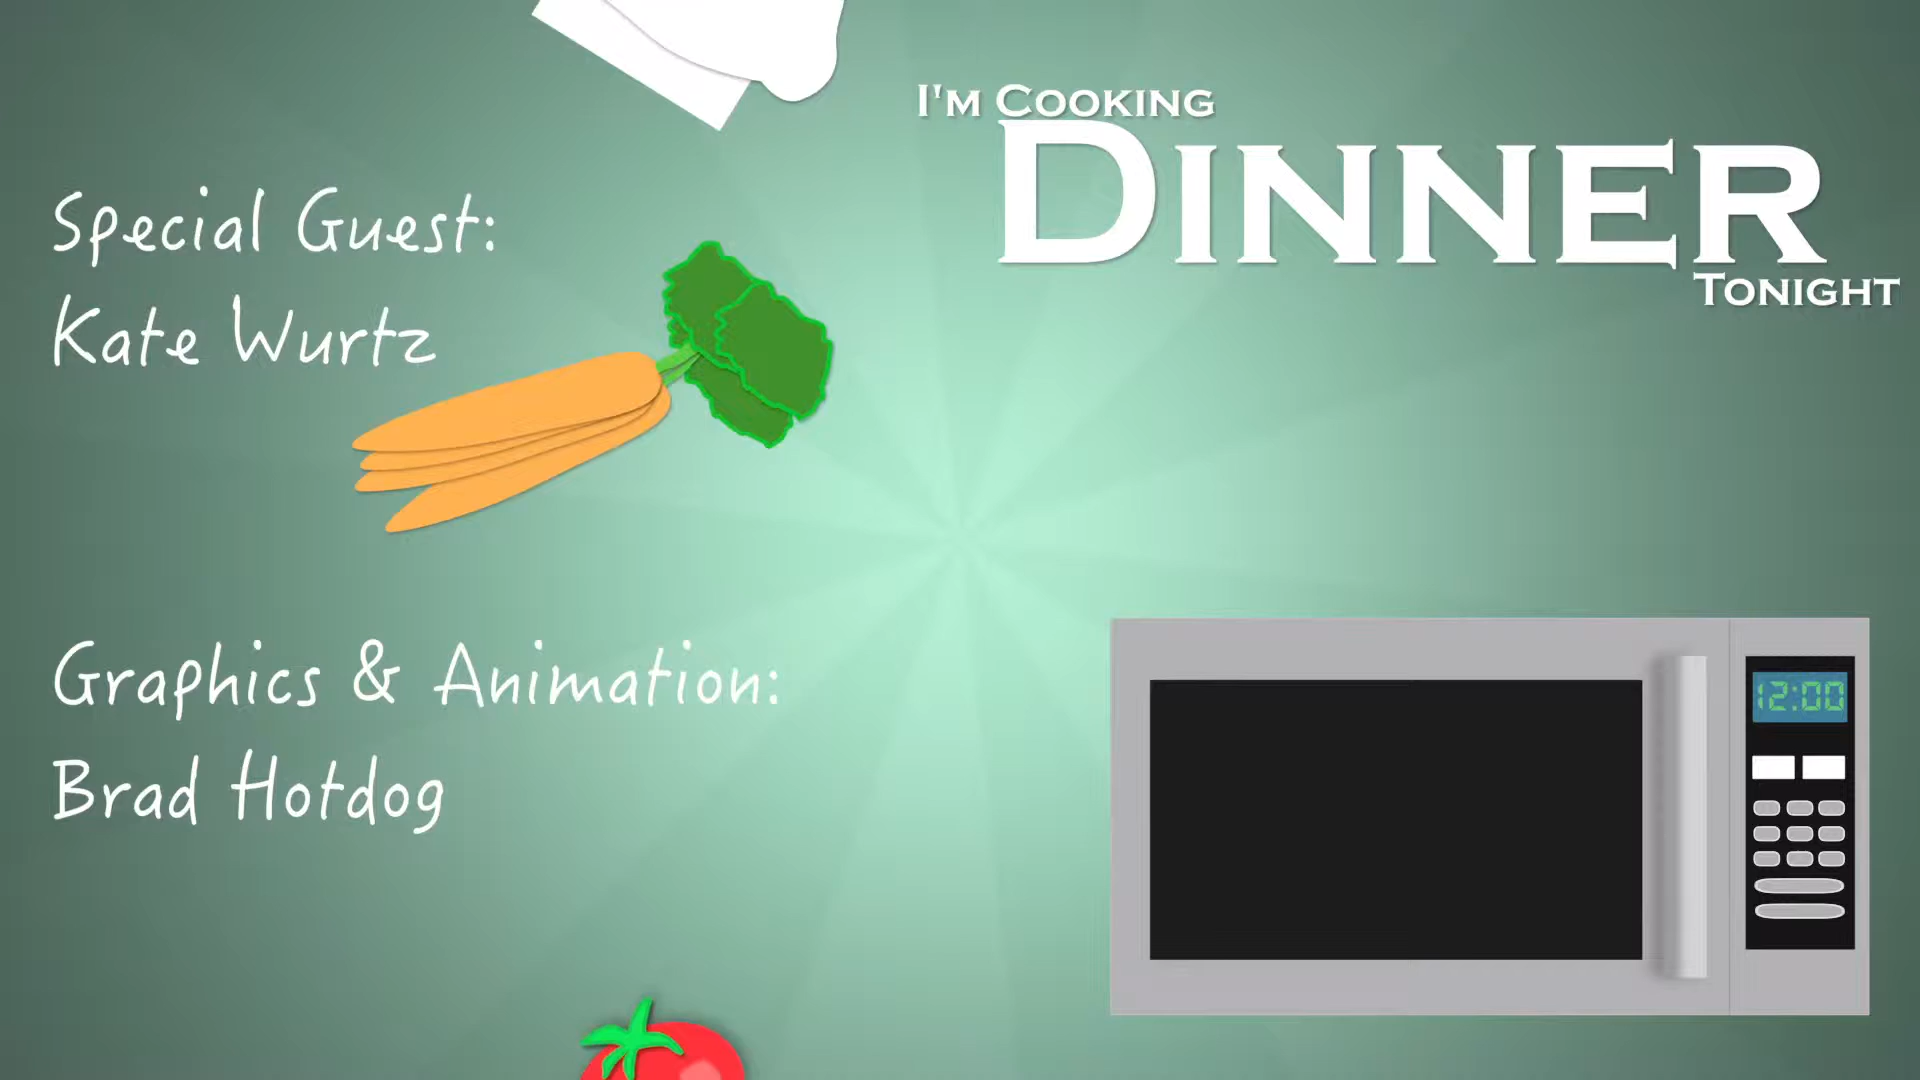 I'm Cooking
Dinner
Tonight
Special Guest:
Kate Wurtz
Graphics & Animation:
Brad Hotdog
12:00